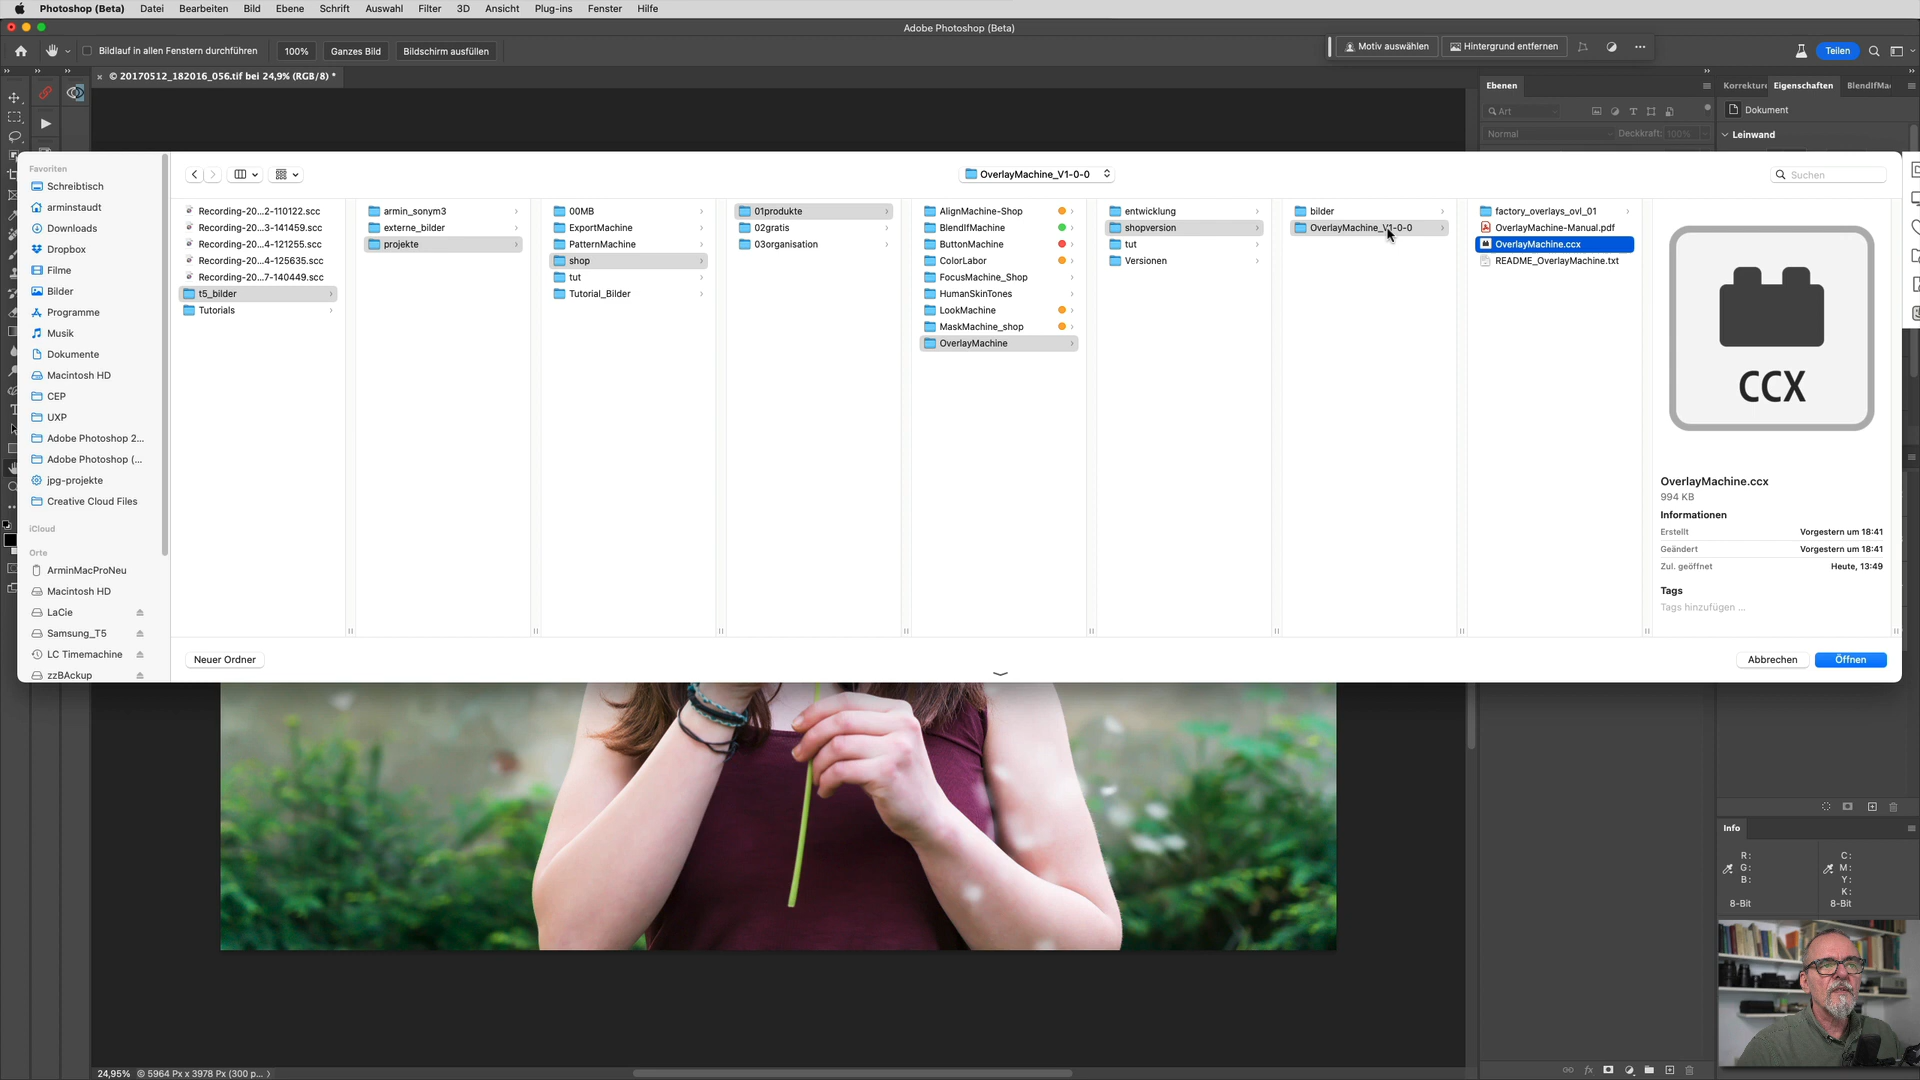 Photoshop (Beta) Datei Bearbeiten Bild Ebene Schrift Auswahl Filter 3D Ansicht Plug-ins Fenster Hilfe
Adobe Photoshop (Beta)
Bildlauf in allen Fenstern durchführen 100% Ganzes Bild Bildschirm ausfüllen Motiv auswählen Hintergrund entfernen Teilen
© 20170512_182016_056.tif bei 24,9% (RGB/8) *
Ebenen Korrekture Eigenschaften BlendIfMa
Art Dokument
Normal Deckkraft: 100% Leinwand
Favoriten
Schreibtisch
arminstaudt
Downloads
Dropbox
Filme
Bilder
Programme
Musik
Dokumente
Macintosh HD
CEP
UXP
Adobe Photoshop 2...
Adobe Photoshop (...
jpg-projekte
Creative Cloud Files
iCloud
Orte
ArminMacProNeu
Macintosh HD
LaCie
Samsung_T5
LC Timemachine
zzBAckup
OverlayMachine_V1-0-0
Suchen
Recording-20...2-110122.scc
Recording-20...3-141459.scc
Recording-20...4-121255.scc
Recording-20...4-125635.scc
Recording-20...7-140449.scc
t5_bilder
Tutorials
armin_sonym3
externe_bilder
projekte
00MB
ExportMachine
PatternMachine
shop
tut
Tutorial_Bilder
01produkte
02gratis
03organisation
AlignMachine-Shop
BlendIfMachine
ButtonMachine
ColorLabor
FocusMachine_Shop
HumanSkinTones
LookMachine
MaskMachine_shop
OverlayMachine
entwicklung
shopversion
tut
Versionen
bilder
OverlayMachine_V1-0-0
factory_overlays_ovl_01
OverlayMachine-Manual.pdf
OverlayMachine.ccx
README_OverlayMachine.txt
CCX
OverlayMachine.ccx
994 KB
Informationen
Erstellt Vorgestern um 18:41
Geändert Vorgestern um 18:41
Zul. geöffnet Heute, 13:49
Tags
Tags hinzufügen ...
Neuer Ordner Abbrechen Öffnen
Info
R: C:
G: M:
B: Y:
K:
8-Bit 8-Bit
24,95% © 5964 Px x 3978 Px (300 p...
fx